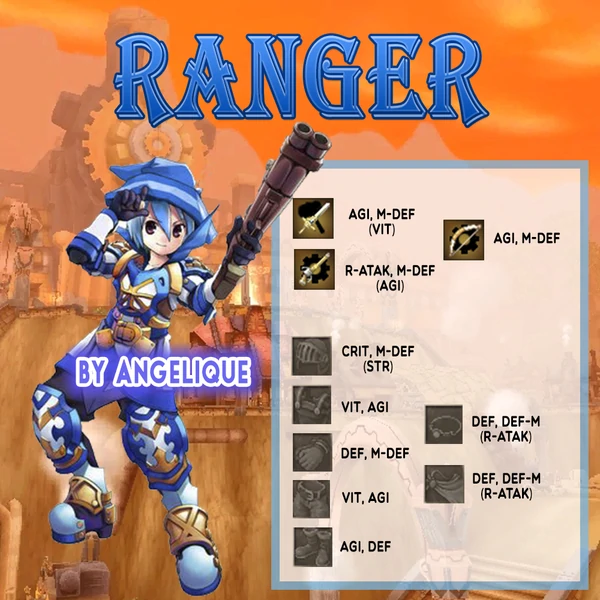 RANGER
AGI, M-DEF
(VIT)
AGI, M-DEF
R-ATAK, M-DEF
(AGI)
CRIT, M-DEF
(STR)
VIT, AGI
DEF, M-DEF
VIT, AGI
AGI, DEF
DEF, DEF-M
(R-ATAK)
DEF, DEF-M
(R-ATAK)
BY ANGELIQUE